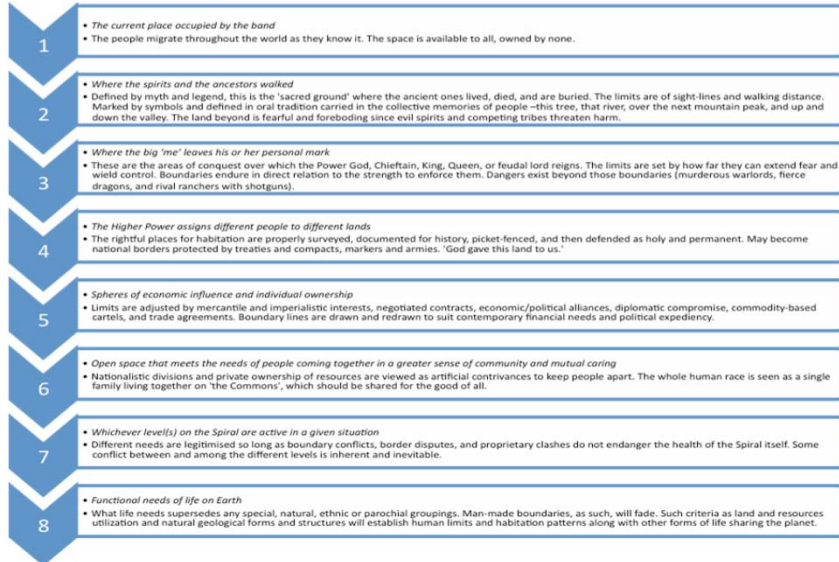 1
• The current place occupied by the band
• The people migrate throughout the world as they know it. The space is available to all, owned by none.
2
• Where the spirits and the ancestors walked
• Defined by myth and legend, this is the 'sacred ground' where the ancient ones lived, died, and are buried. The limits are of sight-lines and walking distance.
Marked by symbols and defined in oral tradition carried in the collective memories of people –this tree, that river, over the next mountain peak, and up and
down the valley. The land beyond is fearful and foreboding since evil spirits and competing tribes threaten harm.
3
• Where the big 'me' leaves his or her personal mark
• These are the areas of conquest over which the Power God, Chieftain, King, Queen, or feudal lord reigns. The limits are set by how far they can extend fear and
wield control. Boundaries endure in direct relation to the strength to enforce them. Dangers exist beyond those boundaries (murderous warlords, fierce
dragons, and rival ranchers with shotguns).
4
• The Higher Power assigns different people to different lands
• The rightful places for habitation are properly surveyed, documented for history, picket-fenced, and then defended as holy and permanent. May become
national borders protected by treaties and compacts, markers and armies. 'God gave this land to us.'
5
• Spheres of economic influence and individual ownership
• Limits are adjusted by mercantile and imperialistic interests, negotiated contracts, economic/political alliances, diplomatic compromise, commodity-based
cartels, and trade agreements. Boundary lines are drawn and redrawn to suit contemporary financial needs and political expediency.
6
• Open space that meets the needs of people coming together in a greater sense of community and mutual caring
• Nationalistic divisions and private ownership of resources are viewed as artificial contrivances to keep people apart. The whole human race is seen as a single
family living together on 'the Commons', which should be shared for the good of all.
7
• Whichever level(s) on the Spiral are active in a given situation
• Different needs are legitimised so long as boundary conflicts, border disputes, and proprietary clashes do not endanger the health of the Spiral itself. Some
conflict between and among the different levels is inherent and inevitable.
8
• Functional needs of life on Earth
• What life needs supersedes any special, natural, ethnic or parochial groupings. Man-made boundaries, as such, will fade. Such criteria as land and resources
utilization and natural geological forms and structures will establish human limits and habitation patterns along with other forms of life sharing the planet.